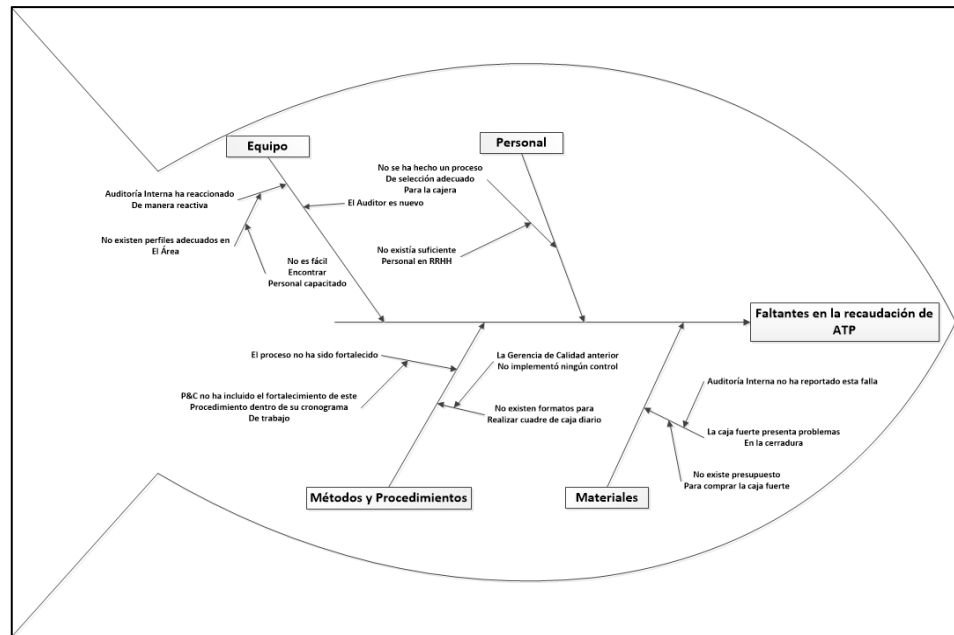 Equipo
Personal
No se ha hecho un proceso
De selección adecuado
Para la cajera
Auditoría Interna ha reaccionado
De manera reactiva
El Auditor es nuevo
No existen perfiles adecuados en
El Área
No existía suficiente
Personal en RRHH
No es fácil
Encontrar
Personal capacitado
Faltantes en la recaudación de
ATP
El proceso no ha sido fortalecido
La Gerencia de Calidad anterior
No implementó ningún control
Auditoría Interna no ha reportado esta falla
P&C no ha incluido el fortalecimiento de este
Procedimiento dentro de su cronograma
De trabajo
No existen formatos para
Realizar cuadre de caja diario
La caja fuerte presenta problemas
En la cerradura
No existe presupuesto
Para comprar la caja fuerte
Métodos y Procedimientos
Materiales